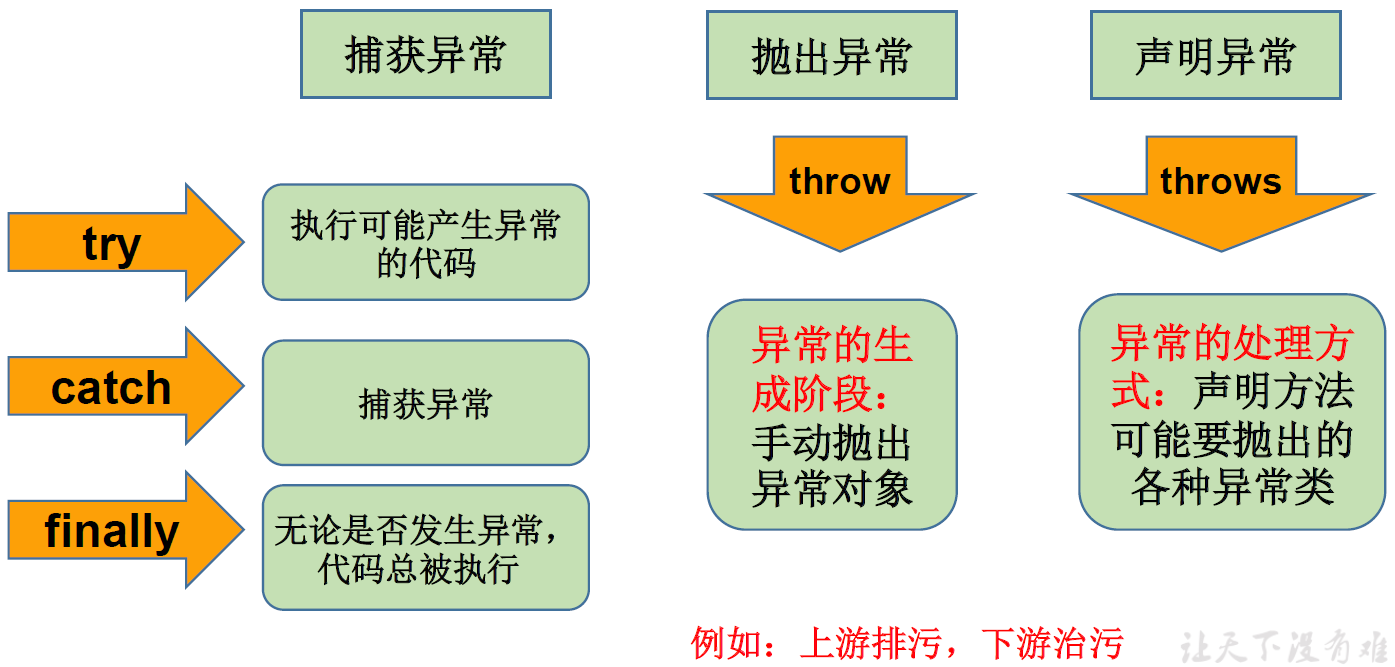 捕获异常
抛出异常
声明异常
try
执行可能产生异常
的代码
catch
捕获异常
finally
无论是否发生异常，
代码总被执行
throw
异常的生
成阶段：
手动抛出
异常对象
throws
异常的处理方
式：声明方法
可能要抛出的
各种异常类
例如：上游排污，下游治污
让天下没有难